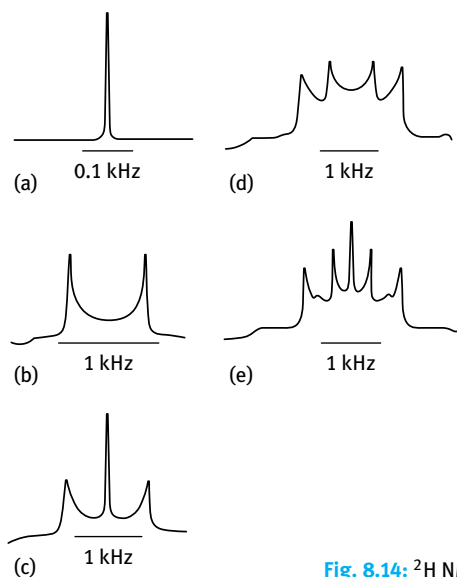 (a)
0.1 kHz
(b)
1 kHz
(c)
1 kHz
(d)
1 kHz
(e)
1 kHz
Fig. 8.14: ²H N